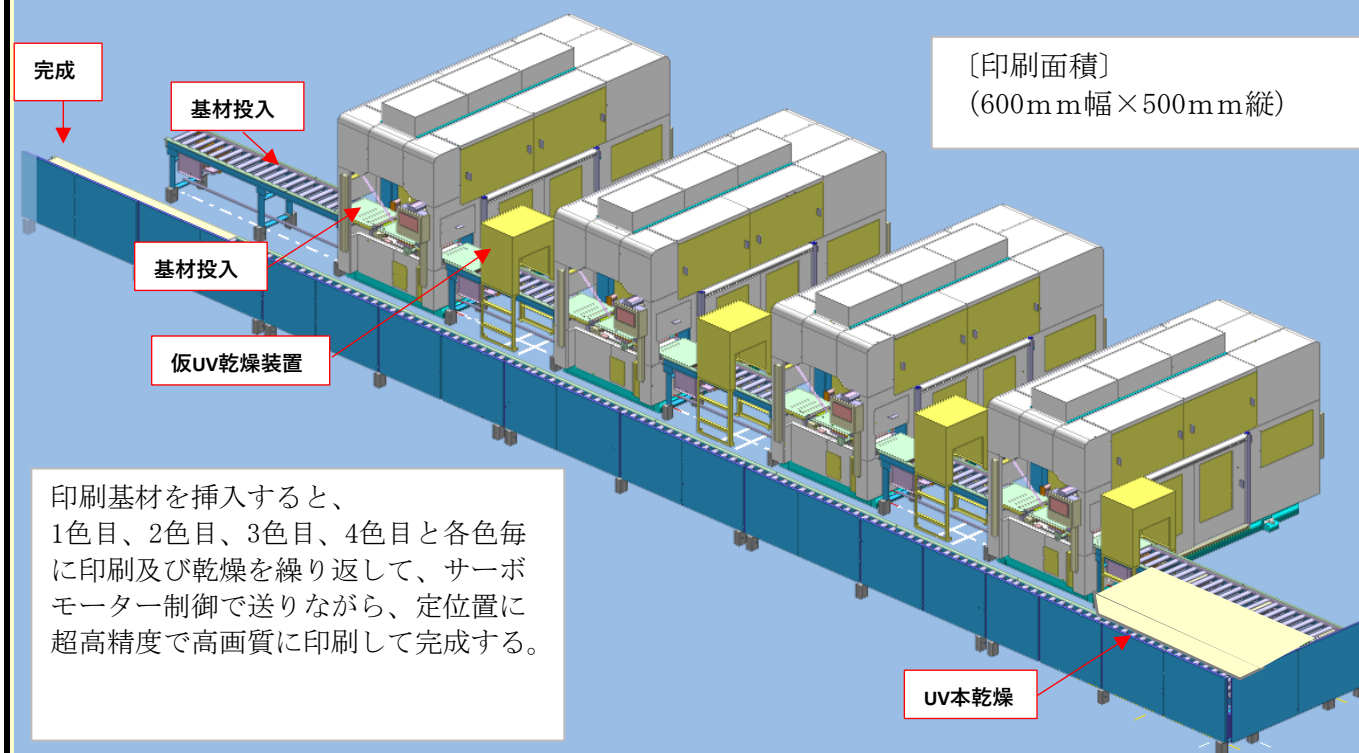 完成
基材投入
〔印刷面積〕
(600mm幅×500mm縦)
基材投入
仮UV乾燥装置
印刷基材を挿入すると、
1色目、2色目、3色目、4色目と各色毎
に印刷及び乾燥を繰り返して、サーボ
モーター制御で送りながら、定位置に
超高精度で高画質に印刷して完成する。
UV本乾燥